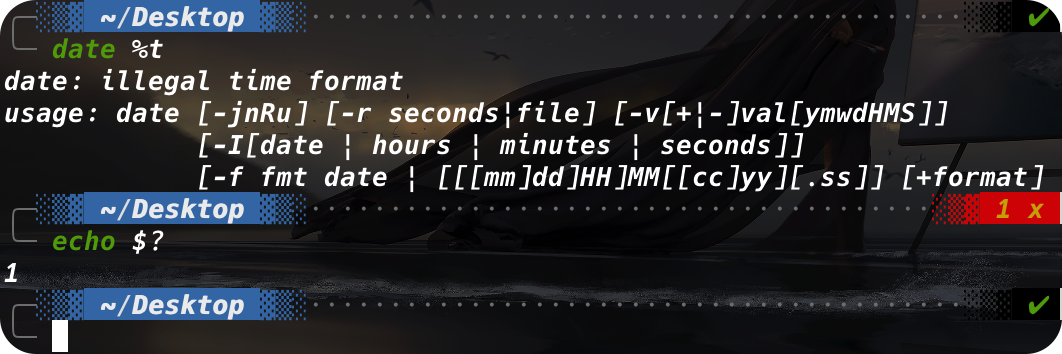 ~/Desktop ✔
date %t
date: illegal time format
usage: date [-jnRu] [-r seconds¦file] [-v[+¦-]val[ymwdHMS]]
            [-I[date ¦ hours ¦ minutes ¦ seconds]]
            [-f fmt date ¦ [[[mm]dd]HH]MM[[cc]yy][.ss]] [+format]
~/Desktop 1 x
echo $?
1
~/Desktop ✔